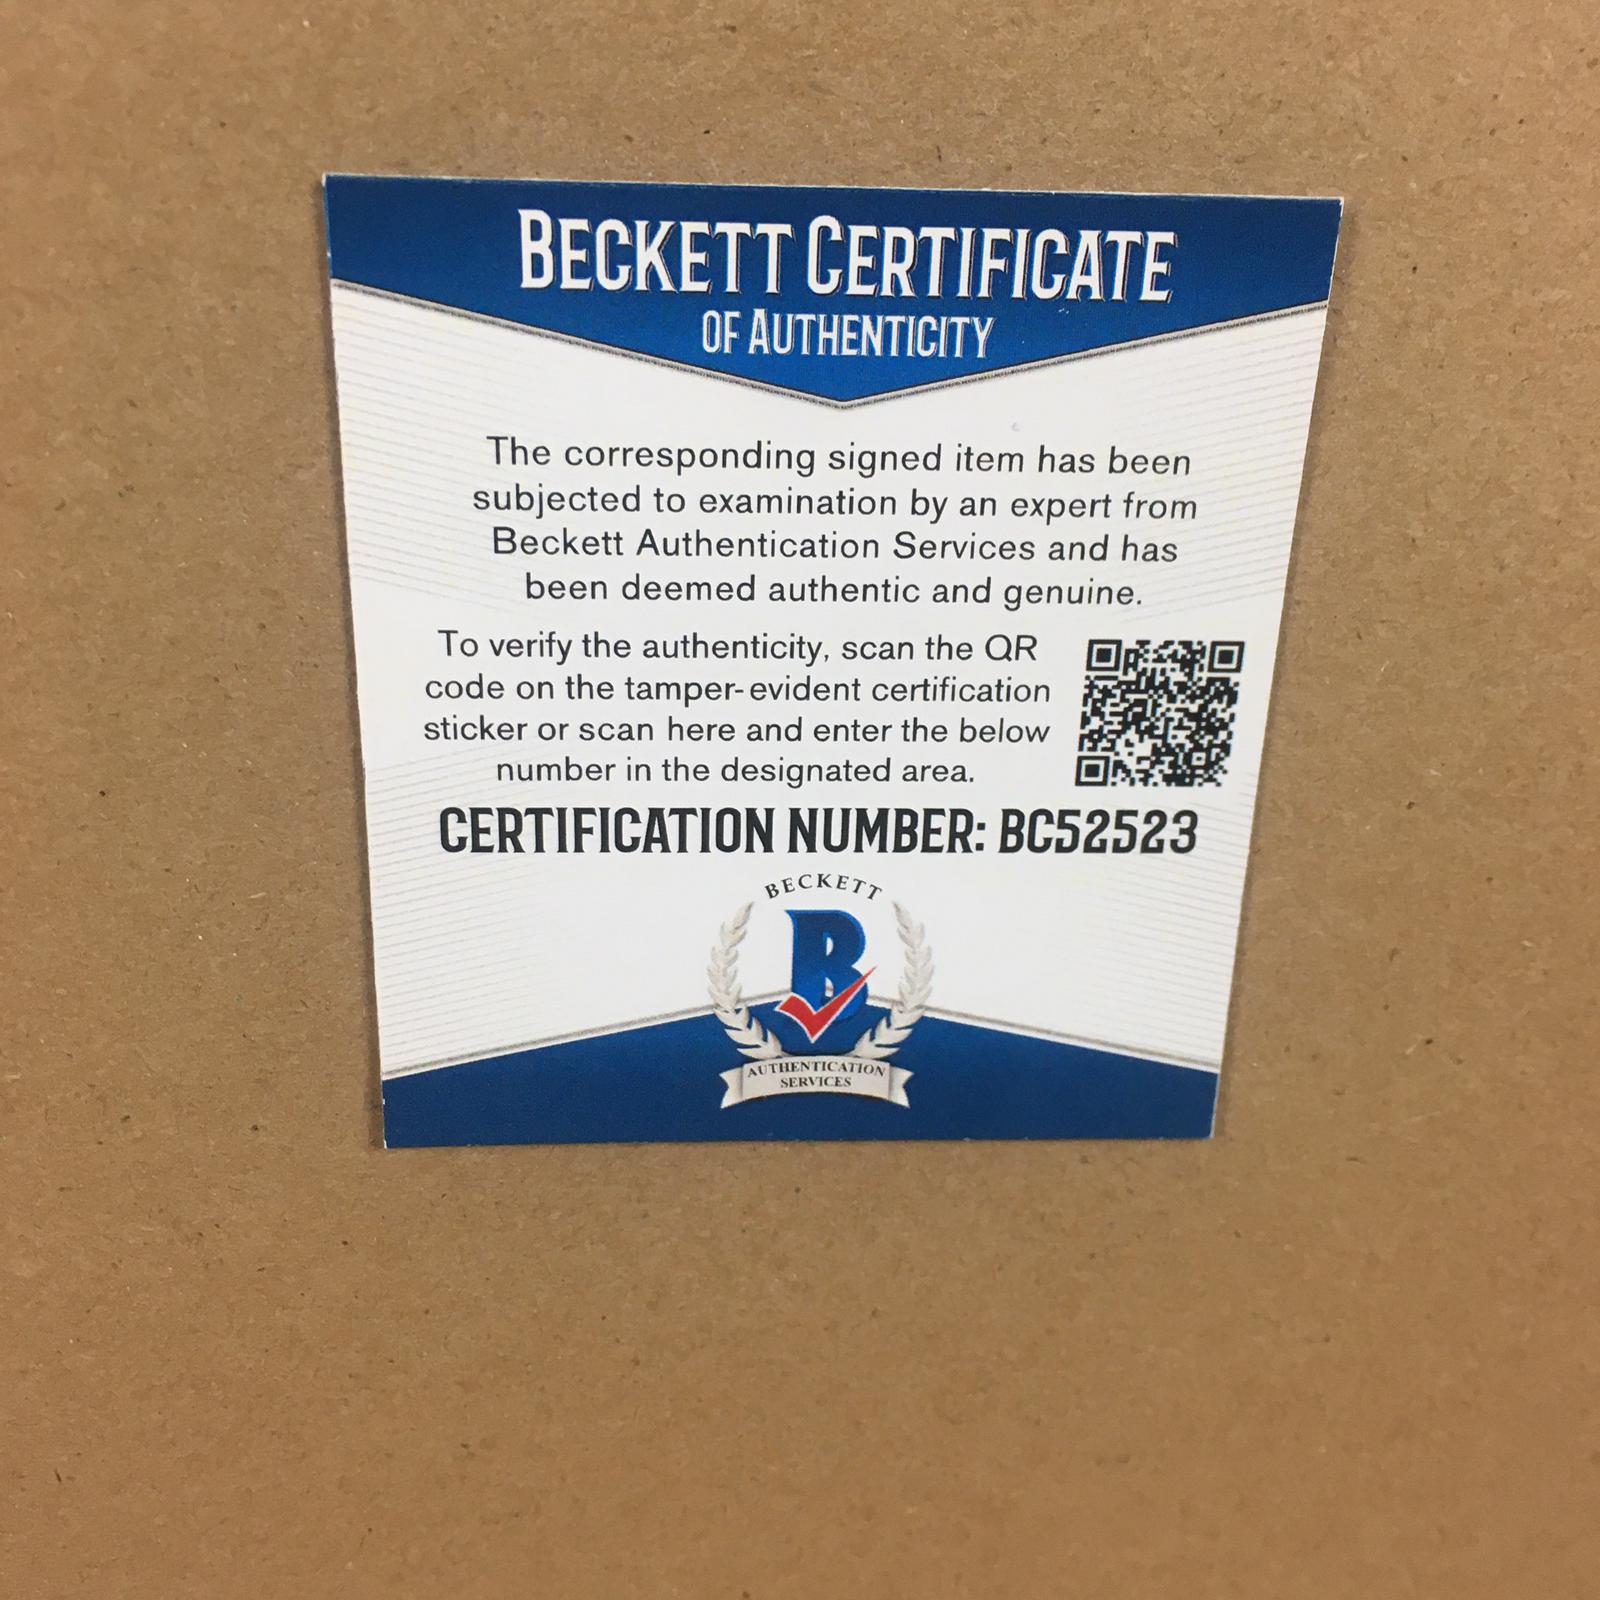 BECKETT CERTIFICATE
OF AUTHENTICITY
The corresponding signed item has been
subjected to examination by an expert from
Beckett Authentication Services and has
been deemed authentic and genuine.
To verify the authenticity, scan the QR
code on the tamper-evident certification
sticker or scan here and enter the below
number in the designated area.
CERTIFICATION NUMBER: BC52523
BECKETT
B
AUTHENTICATION
SERVICES